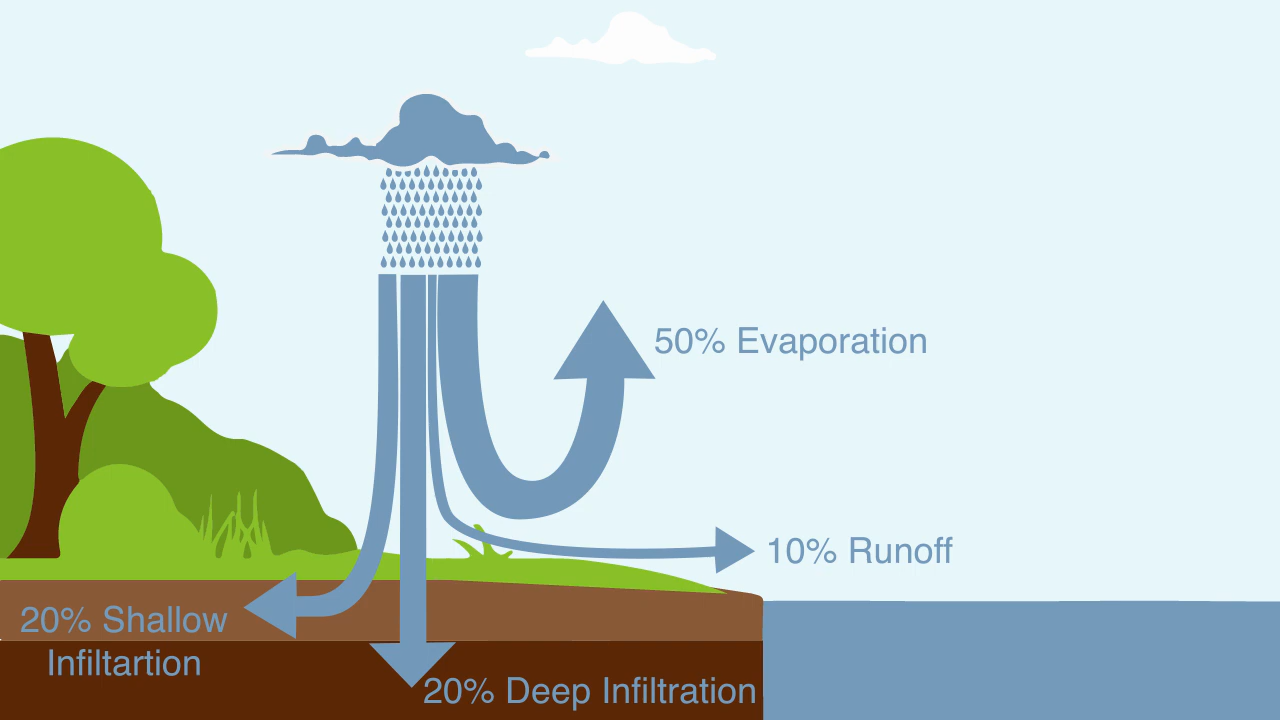 50% Evaporation
10% Runoff
20% Shallow
Infiltartion
20% Deep Infiltration